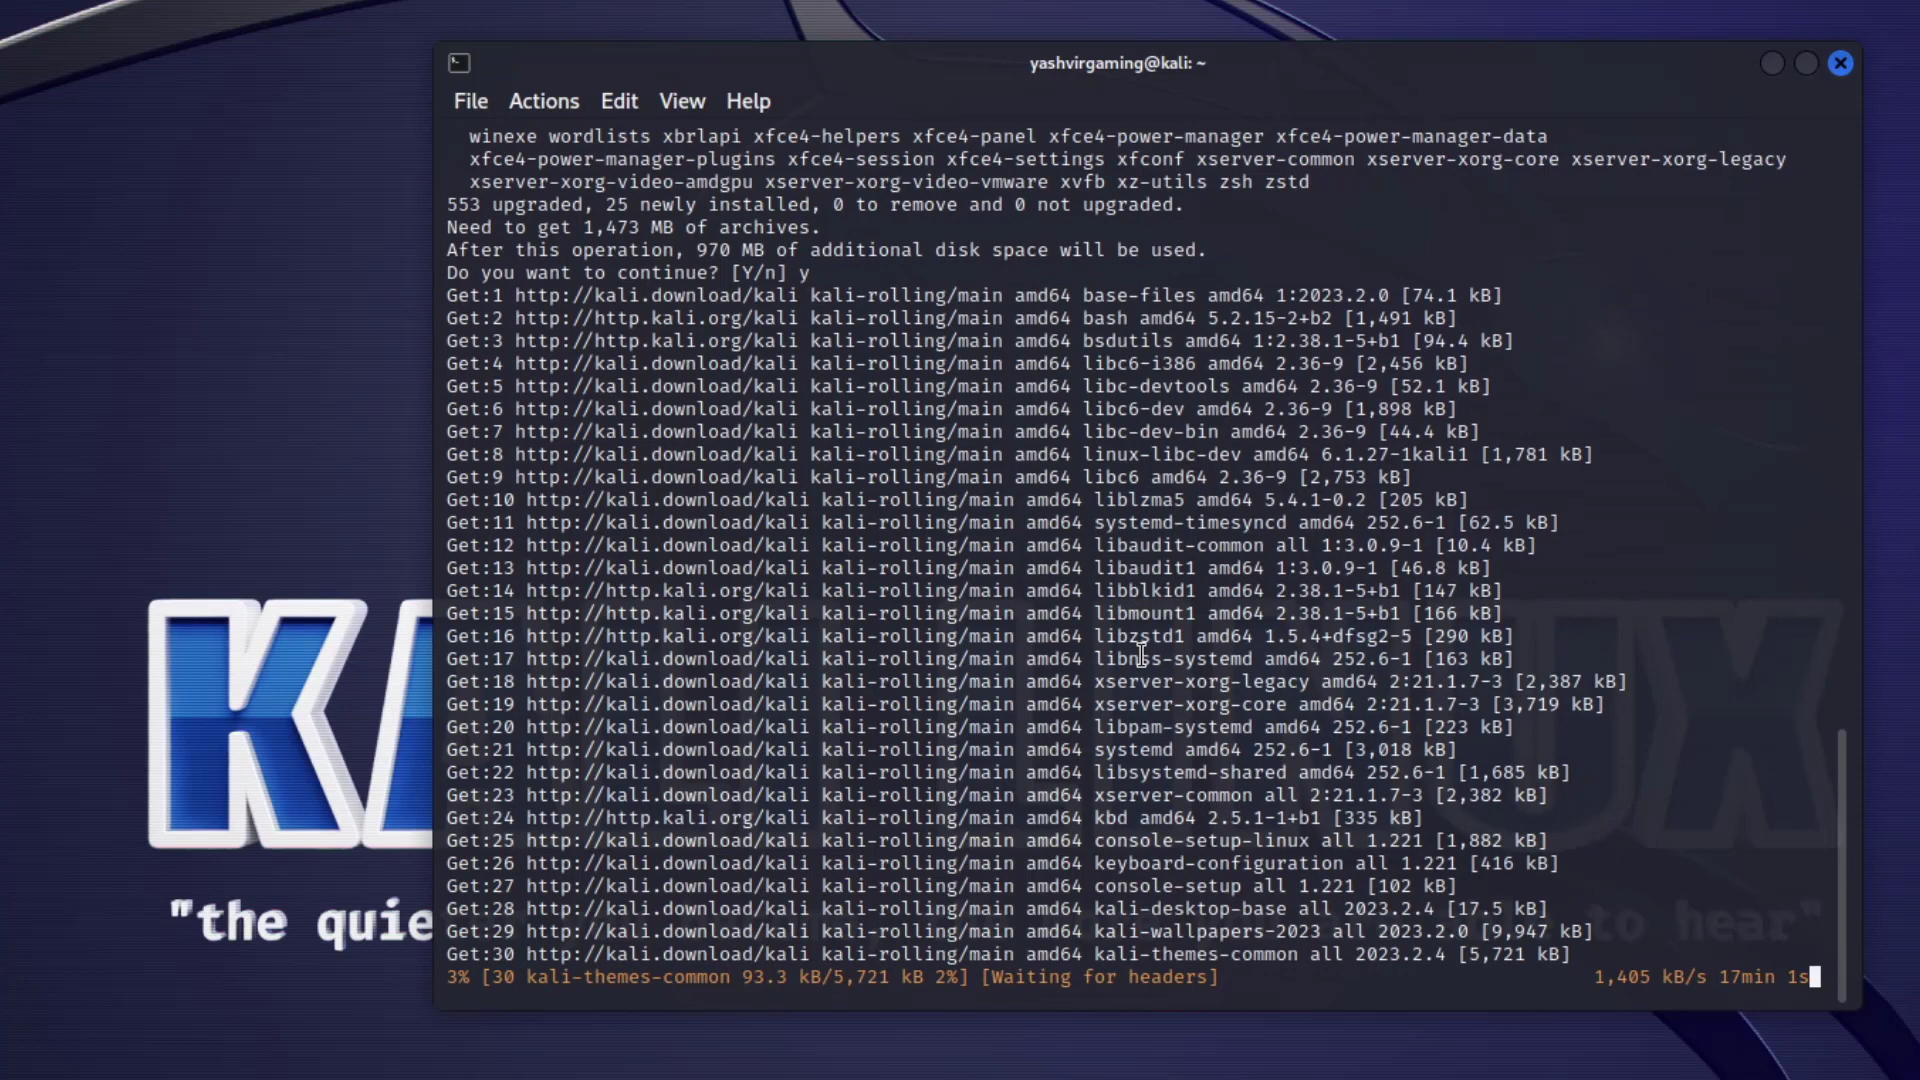 yashvirgaming@kali: ~
File Actions Edit View Help
winexe wordlists xbrlapi xfce4-helpers xfce4-panel xfce4-power-manager xfce4-power-manager-data
xfce4-power-manager-plugins xfce4-session xfce4-settings xfconf xserver-common xserver-xorg-core xserver-xorg-legacy
xserver-xorg-video-amdgpu xserver-xorg-video-vmware xvfb xz-utils zsh zstd
553 upgraded, 25 newly installed, 0 to remove and 0 not upgraded.
Need to get 1,473 MB of archives.
After this operation, 970 MB of additional disk space will be used.
Do you want to continue? [Y/n] y
Get:1 http://kali.download/kali kali-rolling/main amd64 base-files amd64 1:2023.2.0 [74.1 kB]
Get:2 http://http.kali.org/kali kali-rolling/main amd64 bash amd64 5.2.15-2+b2 [1,491 kB]
Get:3 http://http.kali.org/kali kali-rolling/main amd64 bsdutils amd64 1:2.38.1-5+b1 [94.4 kB]
Get:4 http://kali.download/kali kali-rolling/main amd64 libc6-i386 amd64 2.36-9 [2,456 kB]
Get:5 http://kali.download/kali kali-rolling/main amd64 libc-devtools amd64 2.36-9 [52.1 kB]
Get:6 http://kali.download/kali kali-rolling/main amd64 libc6-dev amd64 2.36-9 [1,898 kB]
Get:7 http://kali.download/kali kali-rolling/main amd64 libc-dev-bin amd64 2.36-9 [44.4 kB]
Get:8 http://kali.download/kali kali-rolling/main amd64 linux-libc-dev amd64 6.1.27-1kali1 [1,781 kB]
Get:9 http://kali.download/kali kali-rolling/main amd64 libc6 amd64 2.36-9 [2,753 kB]
Get:10 http://kali.download/kali kali-rolling/main amd64 liblzma5 amd64 5.4.1-0.2 [205 kB]
Get:11 http://kali.download/kali kali-rolling/main amd64 systemd-timesyncd amd64 252.6-1 [62.5 kB]
Get:12 http://kali.download/kali kali-rolling/main amd64 libaudit-common all 1:3.0.9-1 [10.4 kB]
Get:13 http://kali.download/kali kali-rolling/main amd64 libaudit1 amd64 1:3.0.9-1 [46.8 kB]
Get:14 http://http.kali.org/kali kali-rolling/main amd64 libblkid1 amd64 2.38.1-5+b1 [147 kB]
Get:15 http://http.kali.org/kali kali-rolling/main amd64 libmount1 amd64 2.38.1-5+b1 [166 kB]
Get:16 http://http.kali.org/kali kali-rolling/main amd64 libzstd1 amd64 1.5.4+dfsg2-5 [290 kB]
Get:17 http://kali.download/kali kali-rolling/main amd64 libnss-systemd amd64 252.6-1 [163 kB]
Get:18 http://kali.download/kali kali-rolling/main amd64 xserver-xorg-legacy amd64 2:21.1.7-3 [2,387 kB]
Get:19 http://kali.download/kali kali-rolling/main amd64 xserver-xorg-core amd64 2:21.1.7-3 [3,719 kB]
Get:20 http://kali.download/kali kali-rolling/main amd64 libpam-systemd amd64 252.6-1 [223 kB]
Get:21 http://kali.download/kali kali-rolling/main amd64 systemd amd64 252.6-1 [3,018 kB]
Get:22 http://kali.download/kali kali-rolling/main amd64 libsystemd-shared amd64 252.6-1 [1,685 kB]
Get:23 http://kali.download/kali kali-rolling/main amd64 xserver-common all 2:21.1.7-3 [2,382 kB]
Get:24 http://http.kali.org/kali kali-rolling/main amd64 kbd amd64 2.5.1-1+b1 [335 kB]
Get:25 http://kali.download/kali kali-rolling/main amd64 console-setup-linux all 1.221 [1,882 kB]
Get:26 http://kali.download/kali kali-rolling/main amd64 keyboard-configuration all 1.221 [416 kB]
Get:27 http://kali.download/kali kali-rolling/main amd64 console-setup all 1.221 [102 kB]
Get:28 http://kali.download/kali kali-rolling/main amd64 kali-desktop-base all 2023.2.4 [17.5 kB]
Get:29 http://kali.download/kali kali-rolling/main amd64 kali-wallpapers-2023 all 2023.2.0 [9,947 kB]
Get:30 http://kali.download/kali kali-rolling/main amd64 kali-themes-common all 2023.2.4 [5,721 kB]
3% [30 kali-themes-common 93.3 kB/5,721 kB 2%] [Waiting for headers] 1,405 kB/s 17min 1s
"the quie to hear"